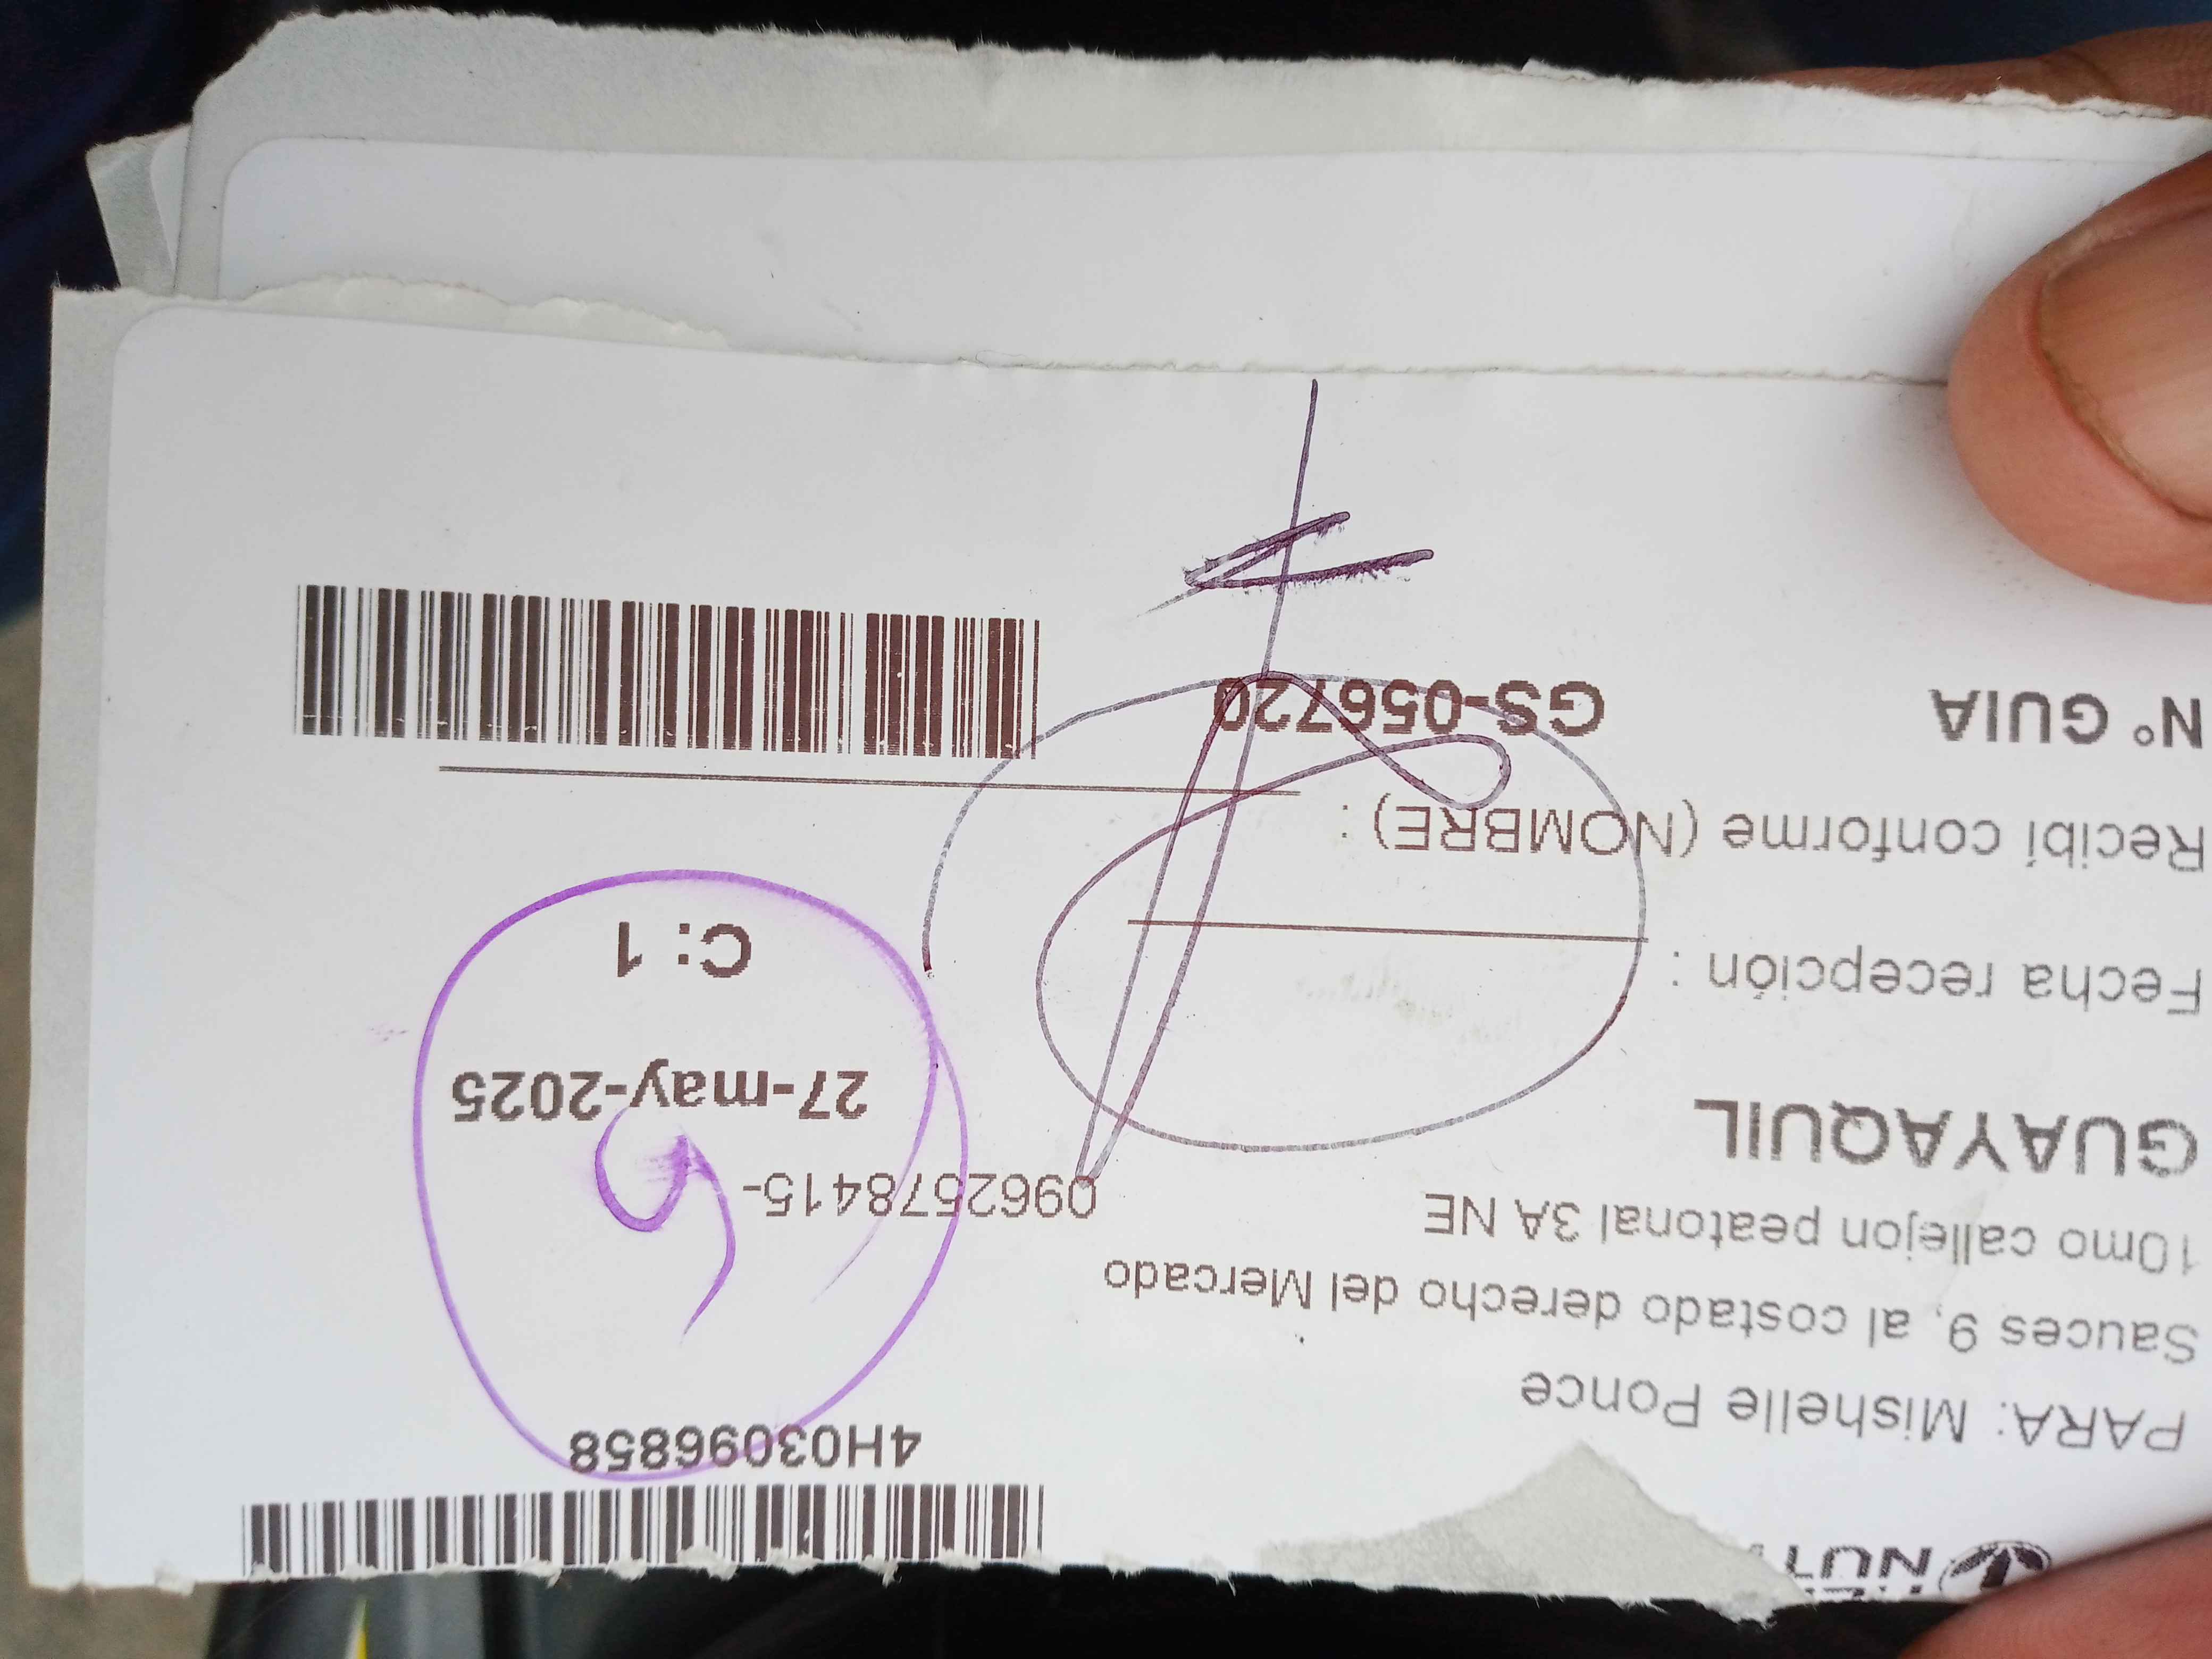 4H03096858
PARA: Mishelle Ponce
Sauces 9, al costado derecho del Mercado
10mo callejon peatonal 3A NE
0962578415-
GUAYAQUIL
27-may-2025
Fecha recepción :
C: 1
Recibí conforme (NOMBRE) :
N° GUIA GS-056720